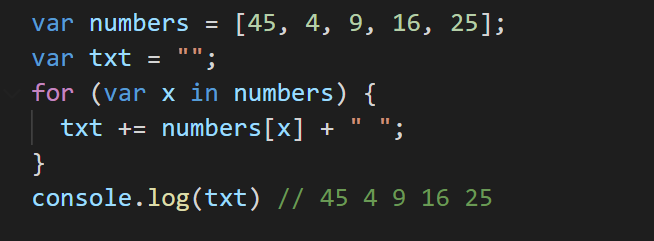 var numbers = [45, 4, 9, 16, 25];
var txt = "";
for (var x in numbers) {
  txt += numbers[x] + " ";
}
console.log(txt) // 45 4 9 16 25